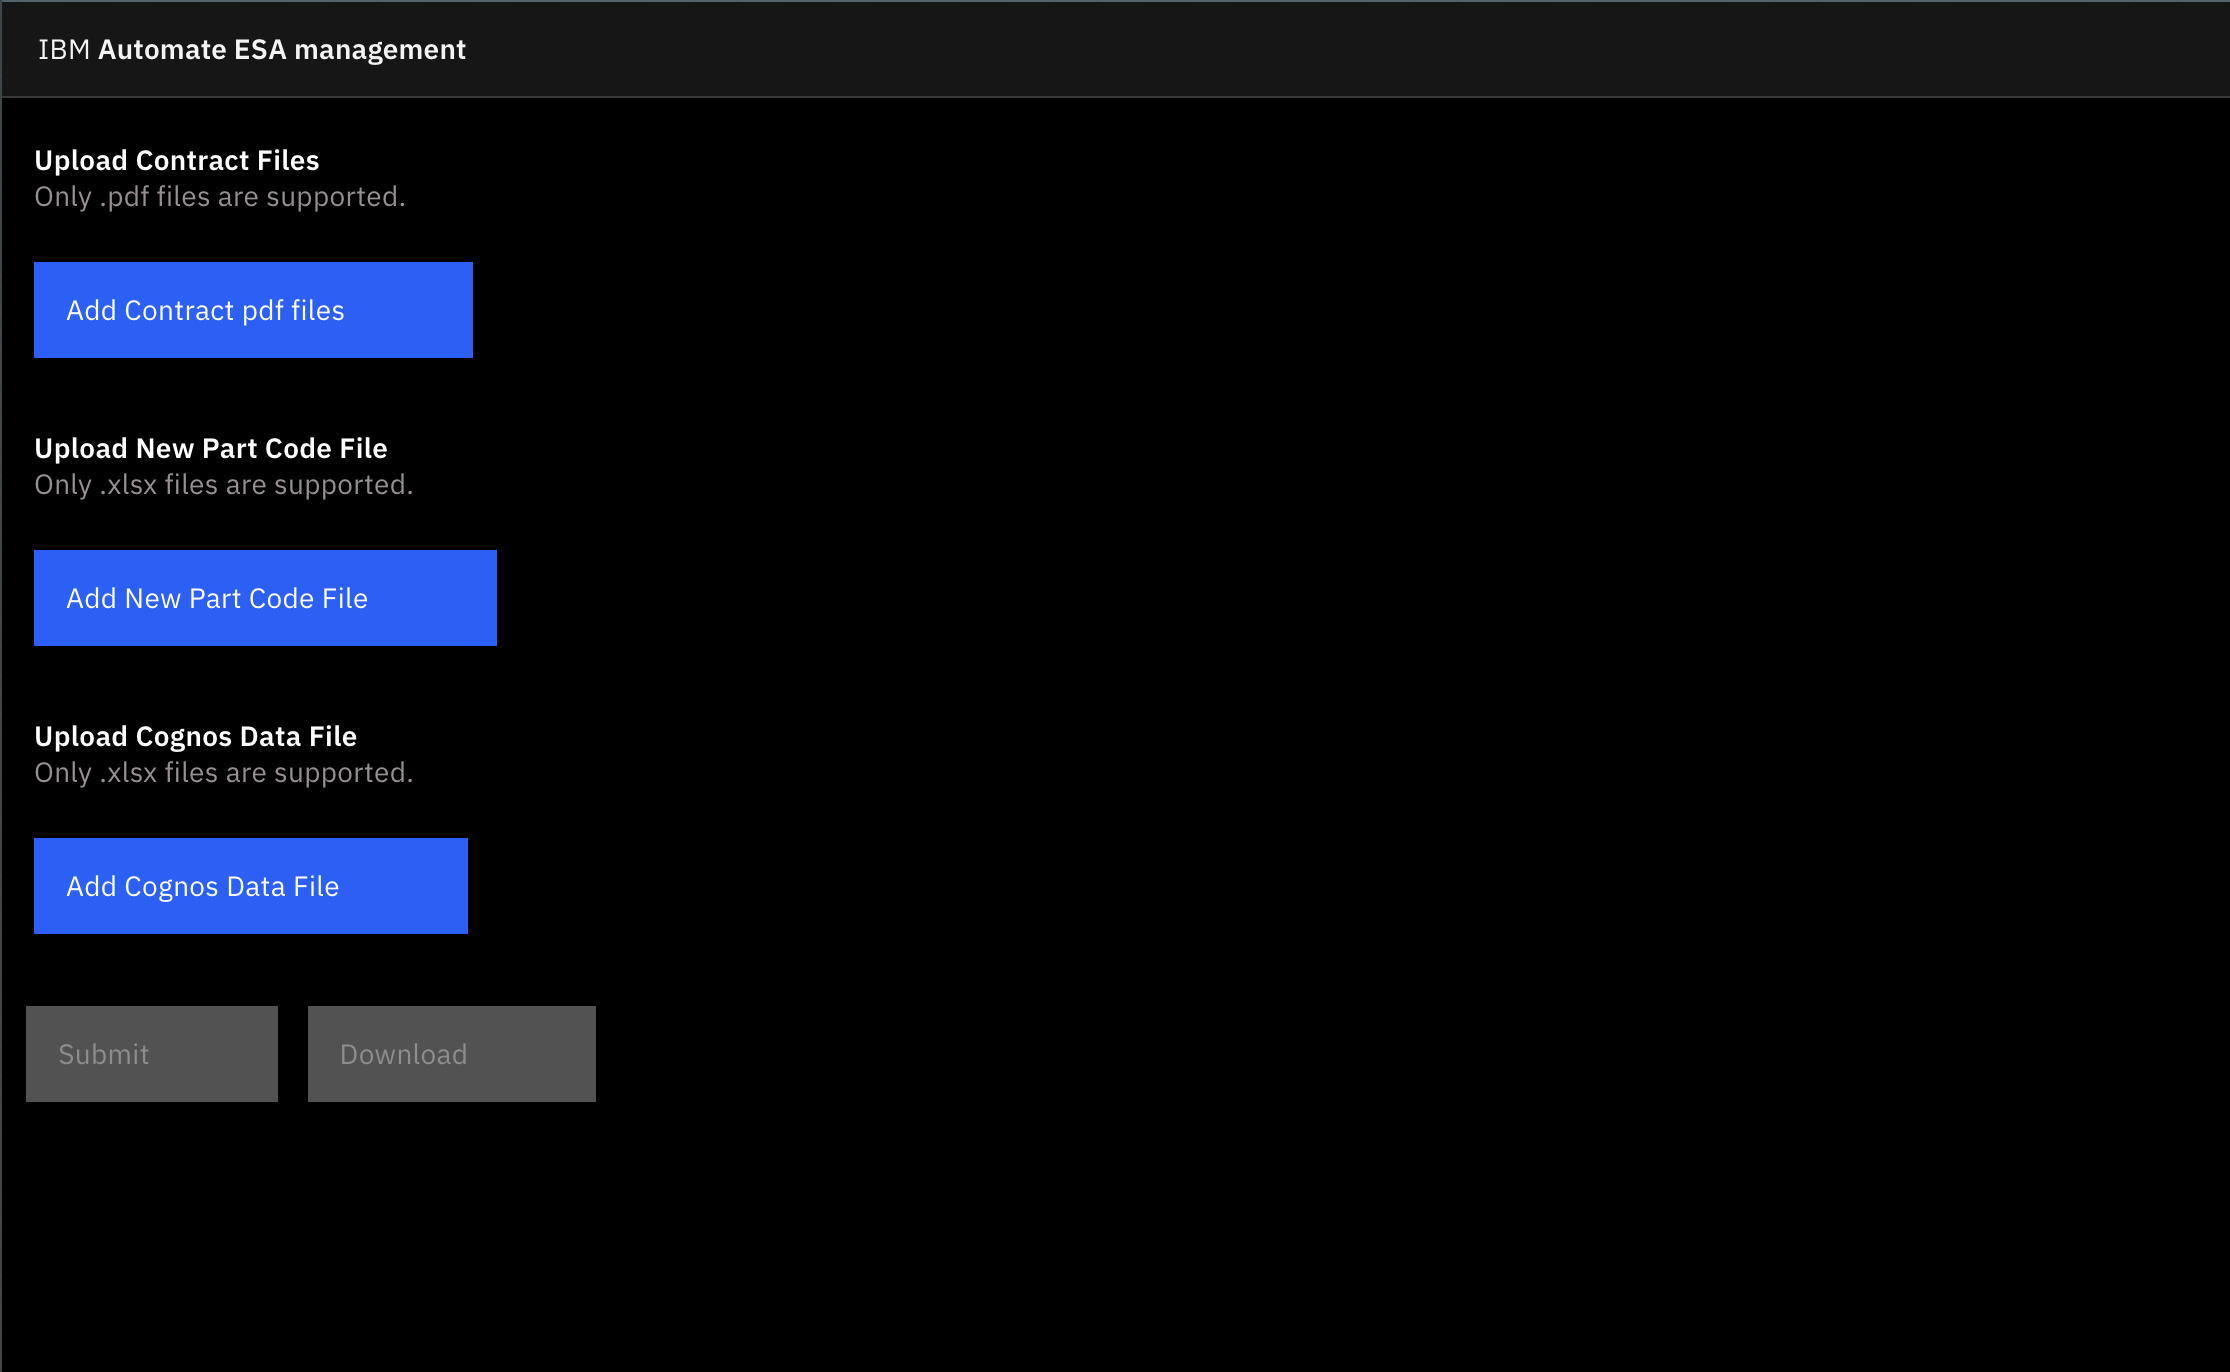 IBM Automate ESA management
Upload Contract Files
Only .pdf files are supported.
Add Contract pdf files
Upload New Part Code File
Only .xlsx files are supported.
Add New Part Code File
Upload Cognos Data File
Only .xlsx files are supported.
Add Cognos Data File
Submit
Download